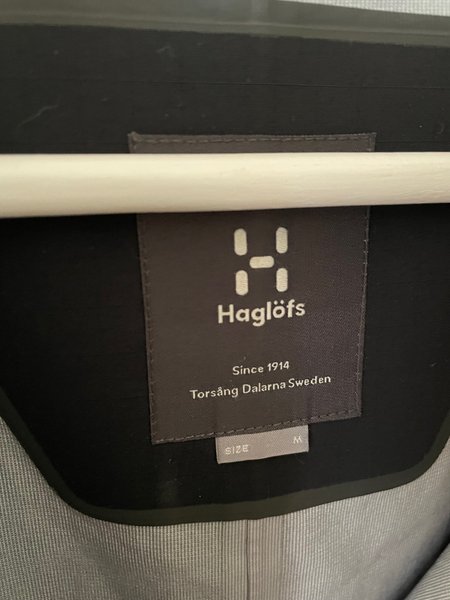 Haglöfs
Since 1914
Torsång Dalarna Sweden
SIZE M